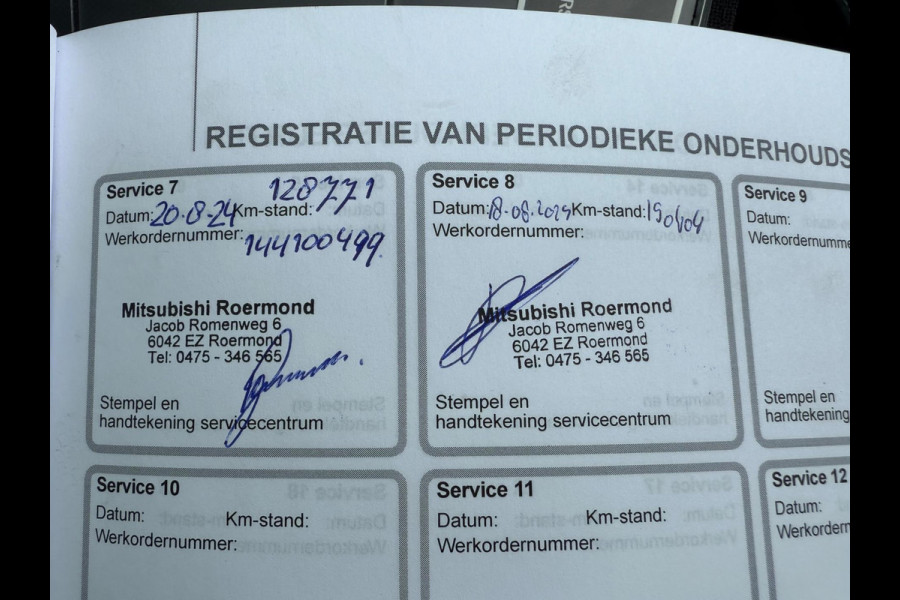 REGISTRATIE VAN PERIODIEKE ONDERHOUDS
Service 7
128771
Datum: 20-8-24 Km-stand:
Werkordernummer: 144100499.
Mitsubishi Roermond
Jacob Romenweg 6
6042 EZ Roermond
Tel: 0475 - 346 565
Stempel en
handtekening servicecentrum
Service 8
Datum: 18-08-2024 Km-stand:
Werkordernummer:
Mitsubishi Roermond
Jacob Romenweg 6
6042 EZ Roermond
Tel: 0475 - 346 565
Stempel en
handtekening servicecentrum
Service 9
Datum:
Werkordernumme
Stempel en
handtekening
Service 10
Datum: Km-stand:
Werkordernummer:
Service 11
Datum: Km-stand:
Werkordernummer:
Service 12
Datum:
Werkordern